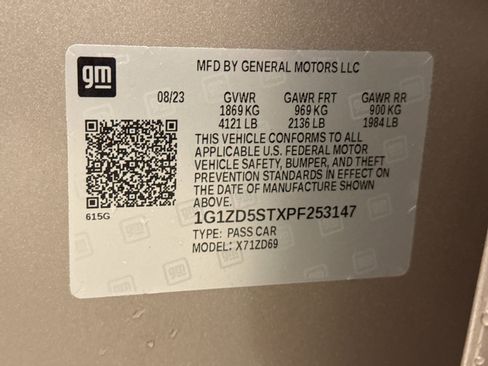 gm
MFD BY GENERAL MOTORS LLC
08/23 GVWR GAWR FRT GAWR RR
1869 KG 969 KG 900 KG
4121 LB 2136 LB 1984 LB
THIS VEHICLE CONFORMS TO ALL
APPLICABLE U.S. FEDERAL MOTOR
VEHICLE SAFETY, BUMPER, AND THEFT
PREVENTION STANDARDS IN EFFECT ON
THE DATE OF MANUFACTURE SHOWN
ABOVE.
615G
1G1ZD5STXPF253147
TYPE: PASS CAR
MODEL: X71ZD69